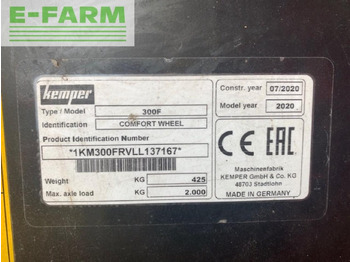 E-FARM
kemper
Constr. year 07/2020
Model year 2020
Type / Model 300F
Identification COMFORT WHEEL
Product Identification Number
*1KM300FRVLL137167*
Weight KG 425
Max. axle load KG 2.000
CE EAC
Maschinenfabrik
KEMPER GmbH & Co. KG
48703 Stadtlohn
MADE IN GERMANY